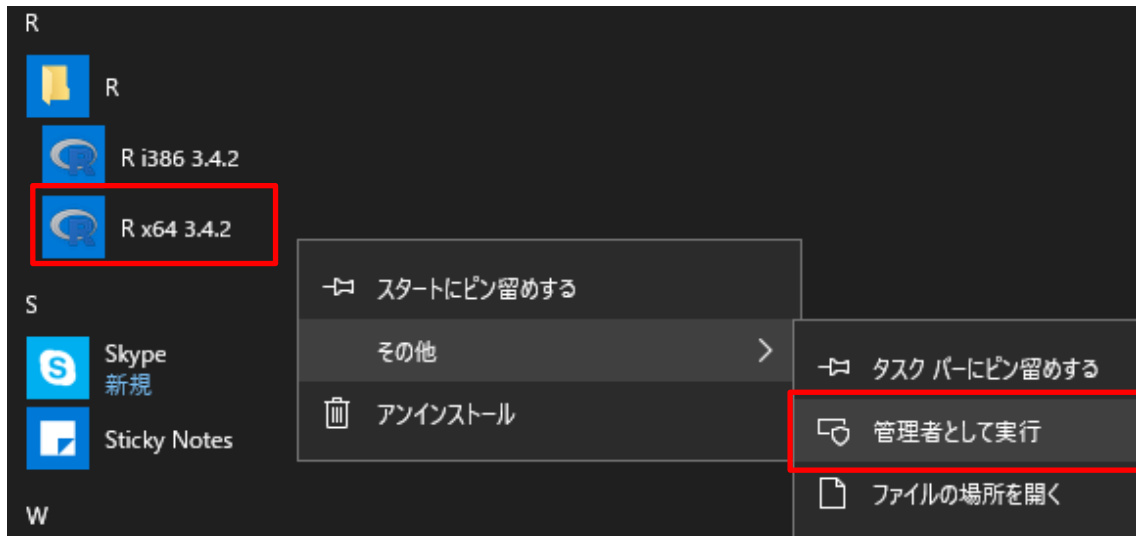 R
R
R i386 3.4.2
R x64 3.4.2
スタートにピン留めする
S
その他
Skype
新規
タスク バーにピン留めする
アンインストール
管理者として実行
Sticky Notes
ファイルの場所を開く
W